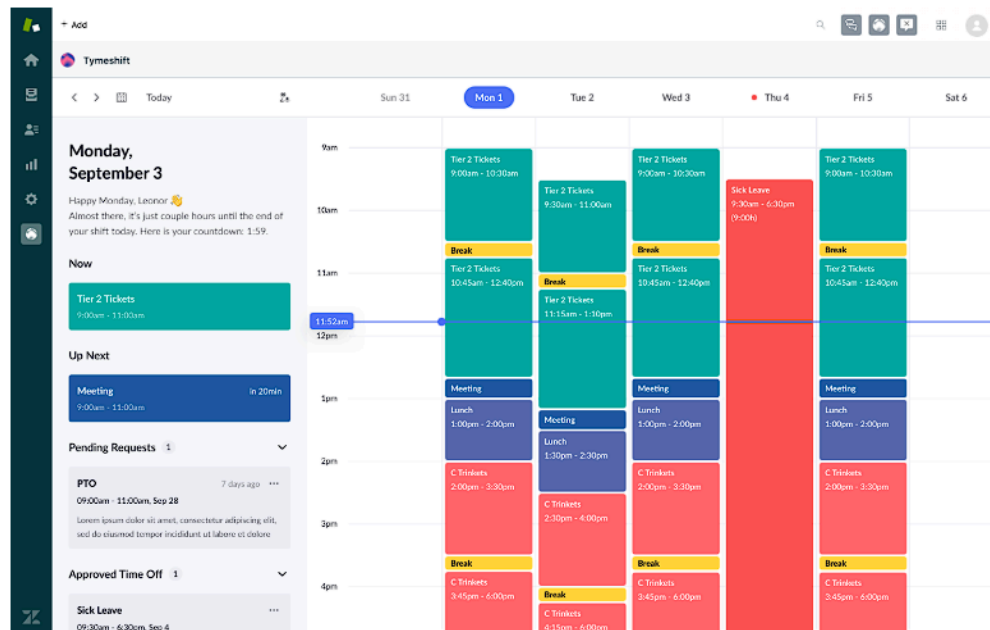 + Add
Tymeshift
Today
Sun 31
Mon 1
Tue 2
Wed 3
Thu 4
Fri 5
Sat 6
Monday,
September 3
Happy Monday, Leonor 👋
Almost there, it's just couple hours until the end of
your shift today. Here is your countdown: 1:59.
Now
Tier 2 Tickets
9:00am - 11:00am
Up Next
Meeting
in 20min
9:00am - 11:00am
Pending Requests 1
PTO
7 days ago
09:00am - 11:00am, Sep 28
Lorem ipsum dolor sit amet, consectetur adipiscing elit,
sed do eiusmod tempor incididunt ut labore et dolore
Approved Time Off 1
Sick Leave
09:30am - 6:30pm, Sep 4
9am
10am
11am
11:52am
12pm
1pm
2pm
3pm
4pm
Tier 2 Tickets
9:00am - 10:30am
Break
Tier 2 Tickets
10:45am - 12:40pm
Meeting
Lunch
1:00pm - 2:00pm
C Trinkets
2:00pm - 3:30pm
Break
C Trinkets
3:45pm - 6:00pm
Tier 2 Tickets
9:30am - 11:00am
Break
Tier 2 Tickets
11:15am - 1:10pm
Meeting
Lunch
1:30pm - 2:30pm
C Trinkets
2:30pm - 4:00pm
Break
C Trinkets
4:15pm - 6:00pm
Tier 2 Tickets
9:00am - 10:30am
Break
Tier 2 Tickets
10:45am - 12:40pm
Meeting
Lunch
1:00pm - 2:00pm
C Trinkets
2:00pm - 3:30pm
Break
C Trinkets
3:45pm - 6:00pm
Sick Leave
9:30am - 6:30pm
(9:00h)
Tier 2 Tickets
9:00am - 10:30am
Break
Tier 2 Tickets
10:45am - 12:40pm
Meeting
Lunch
1:00pm - 2:00pm
C Trinkets
2:00pm - 3:30pm
Break
C Trinkets
3:45pm - 6:00pm